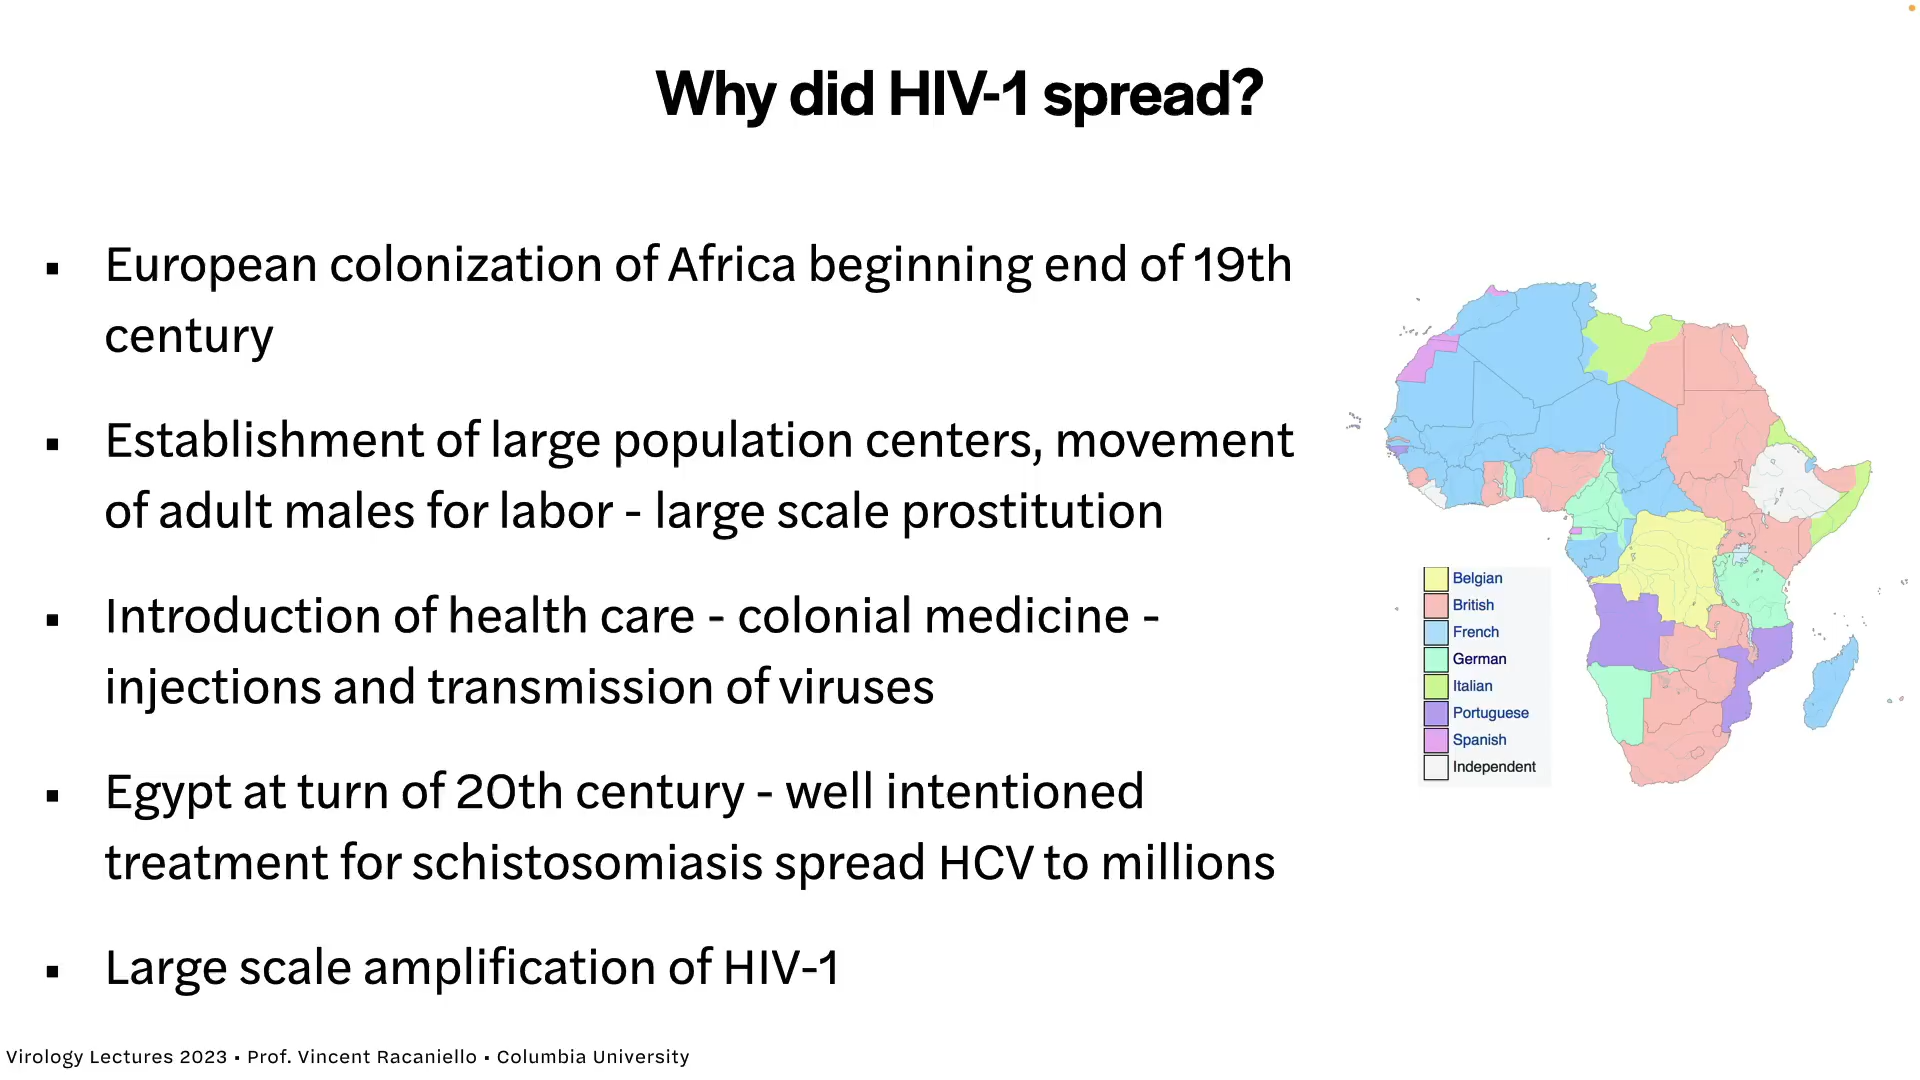 Why did HIV-1 spread?
▪ European colonization of Africa beginning end of 19th
century
▪ Establishment of large population centers, movement
of adult males for labor - large scale prostitution
▪ Introduction of health care - colonial medicine -
injections and transmission of viruses
▪ Egypt at turn of 20th century - well intentioned
treatment for schistosomiasis spread HCV to millions
▪ Large scale amplification of HIV-1
Belgian
British
French
German
Italian
Portuguese
Spanish
Independent
Virology Lectures 2023 • Prof. Vincent Racaniello • Columbia University